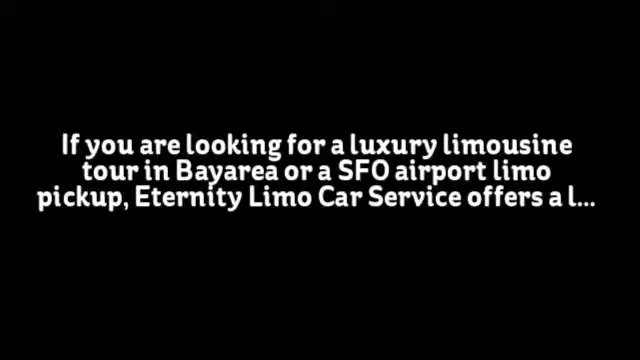 If you are looking for a luxury limousine
tour in Bayarea or a SFO airport limo
pickup, Eternity Limo Car Service offers a l...